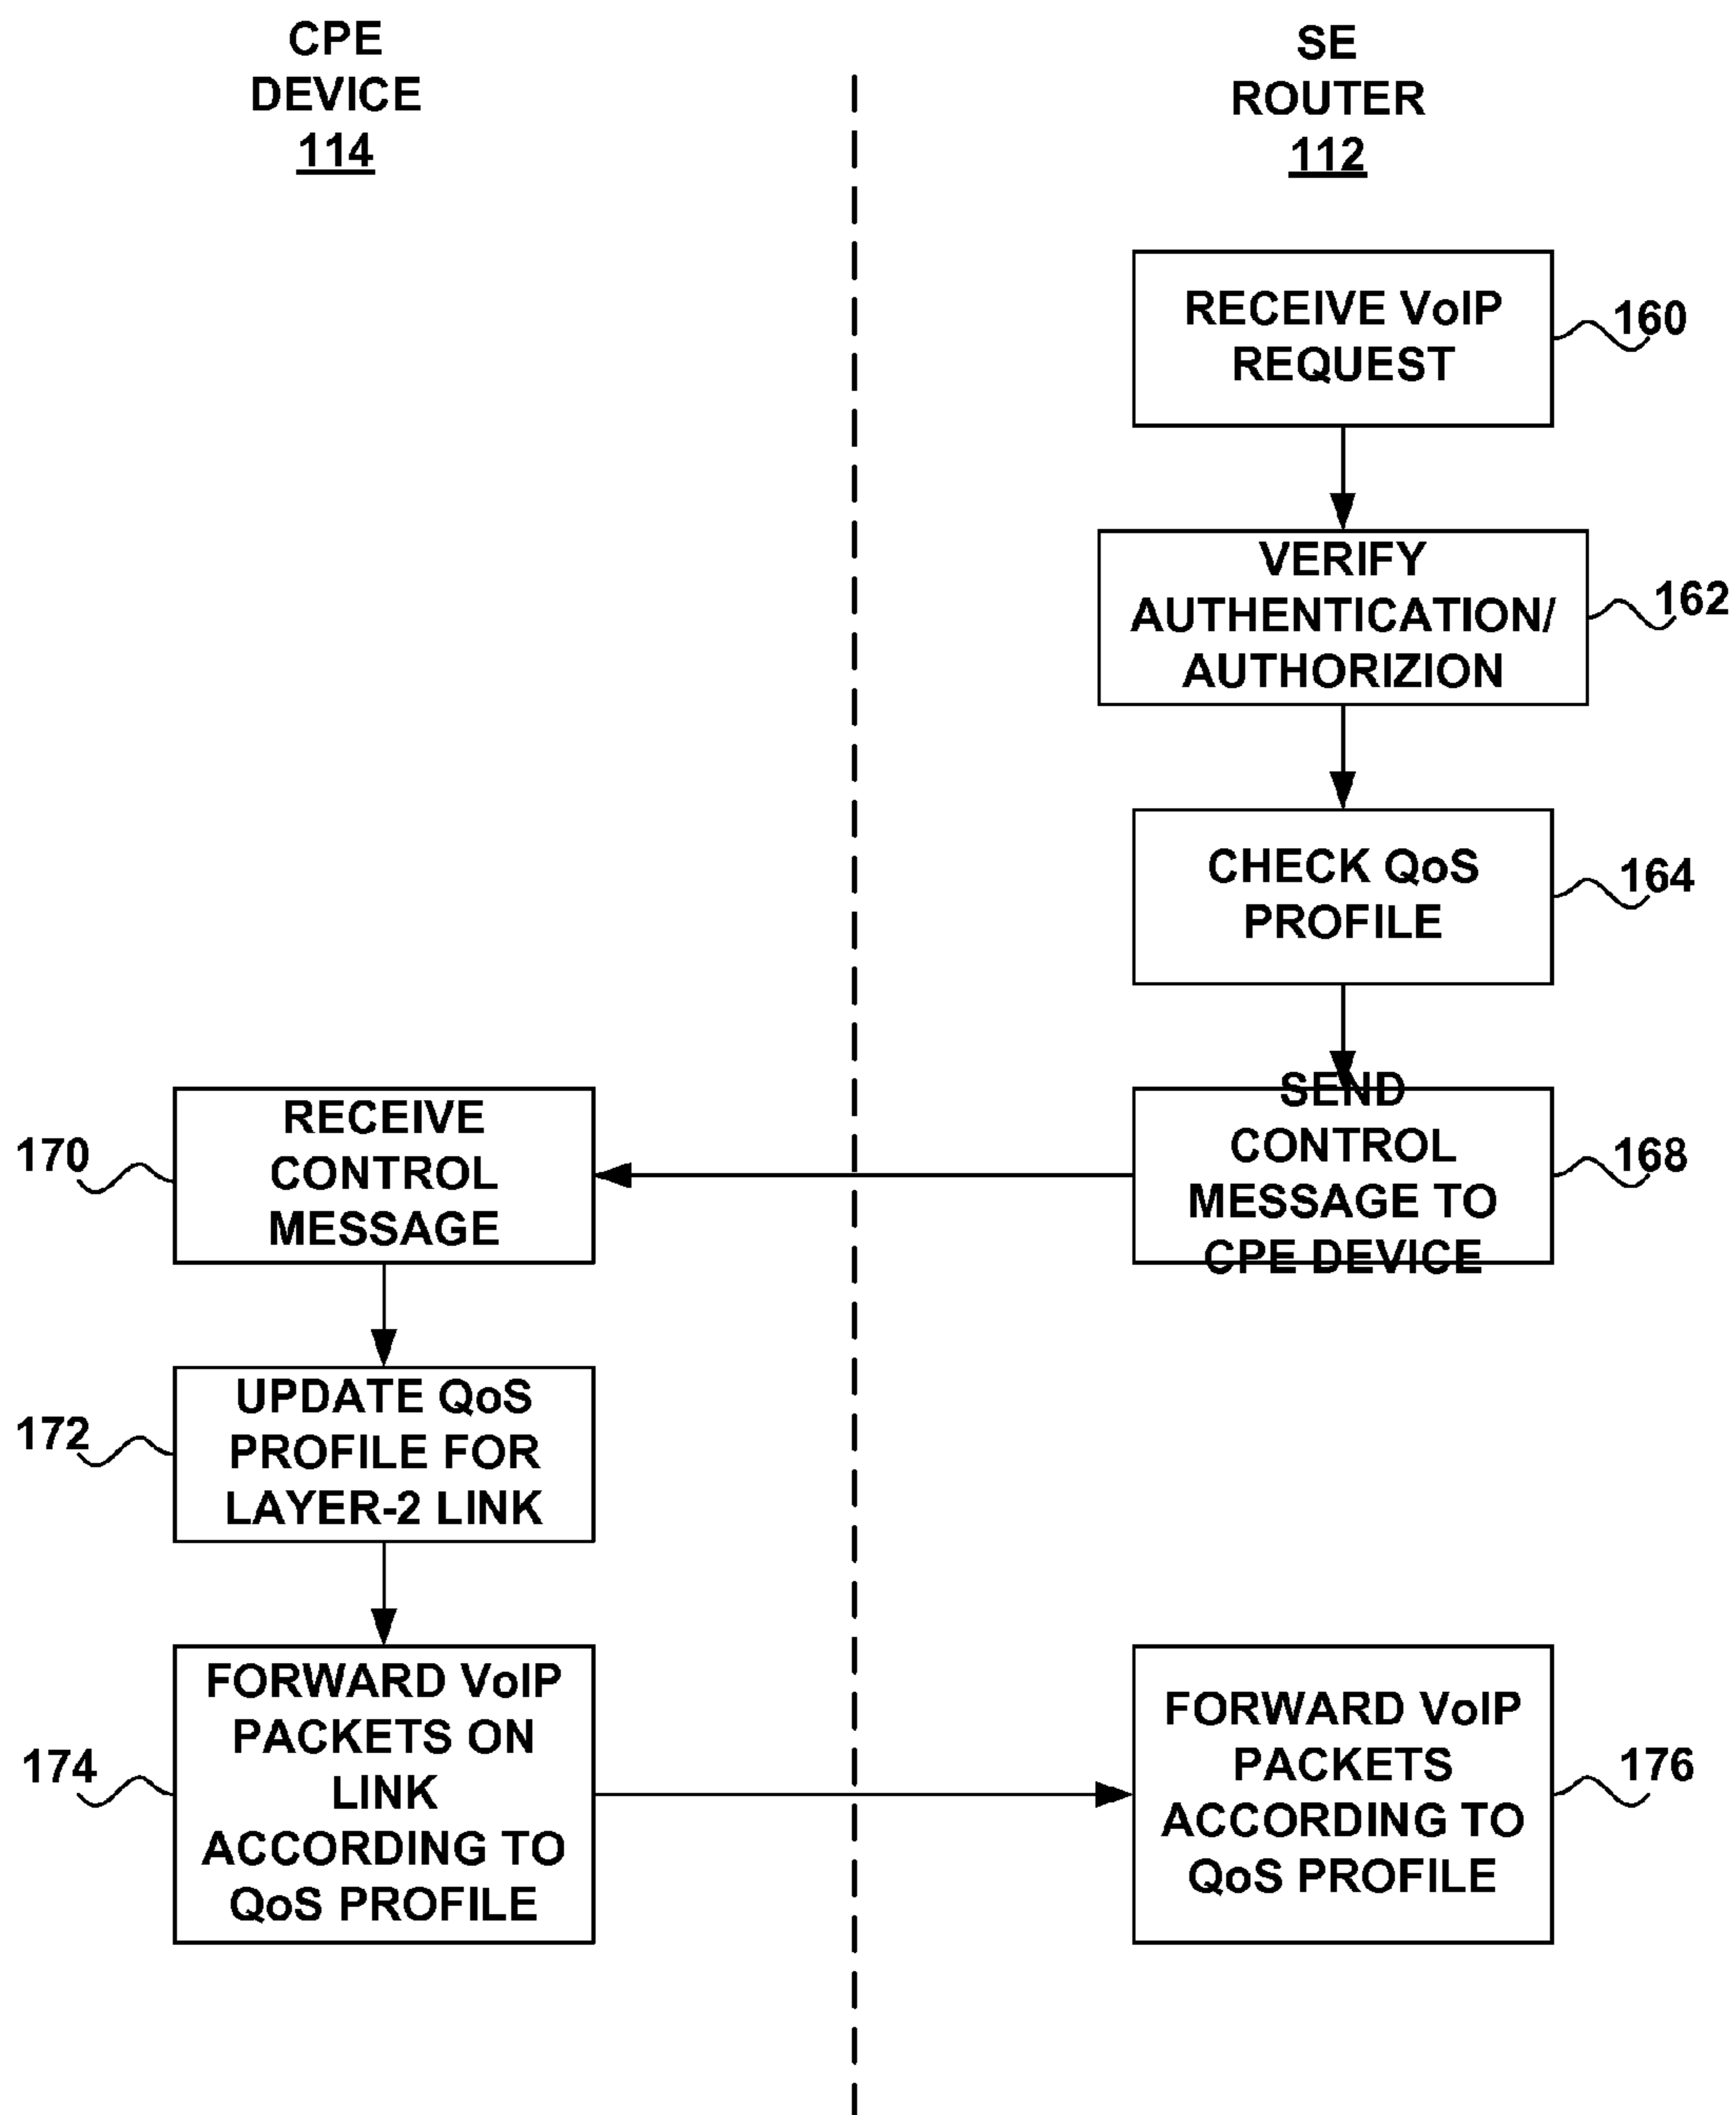 CPE
DEVICE
114
SE
ROUTER
112
RECEIVE VoIP
REQUEST
160
VERIFY
AUTHENTICATION/
AUTHORIZION
162
CHECK QoS
PROFILE
164
SEND
CONTROL
MESSAGE TO
CPE DEVICE
168
RECEIVE
CONTROL
MESSAGE
170
UPDATE QoS
PROFILE FOR
LAYER-2 LINK
172
FORWARD VoIP
PACKETS ON
LINK
ACCORDING TO
QoS PROFILE
174
FORWARD VoIP
PACKETS
ACCORDING TO
QoS PROFILE
176